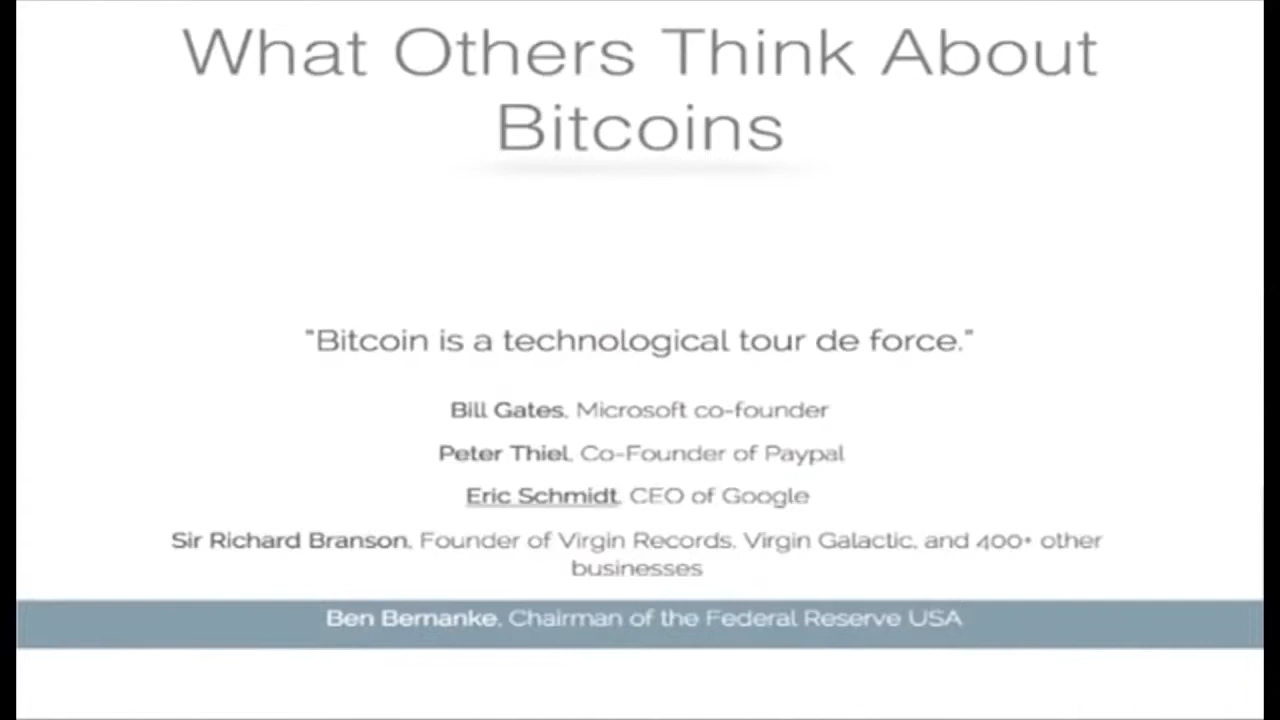 What Others Think About
Bitcoins
"Bitcoin is a technological tour de force."
Bill Gates, Microsoft co-founder
Peter Thiel, Co-Founder of Paypal
Eric Schmidt, CEO of Google
Sir Richard Branson, Founder of Virgin Records, Virgin Galactic, and 400+ other
businesses
Ben Bernanke, Chairman of the Federal Reserve USA